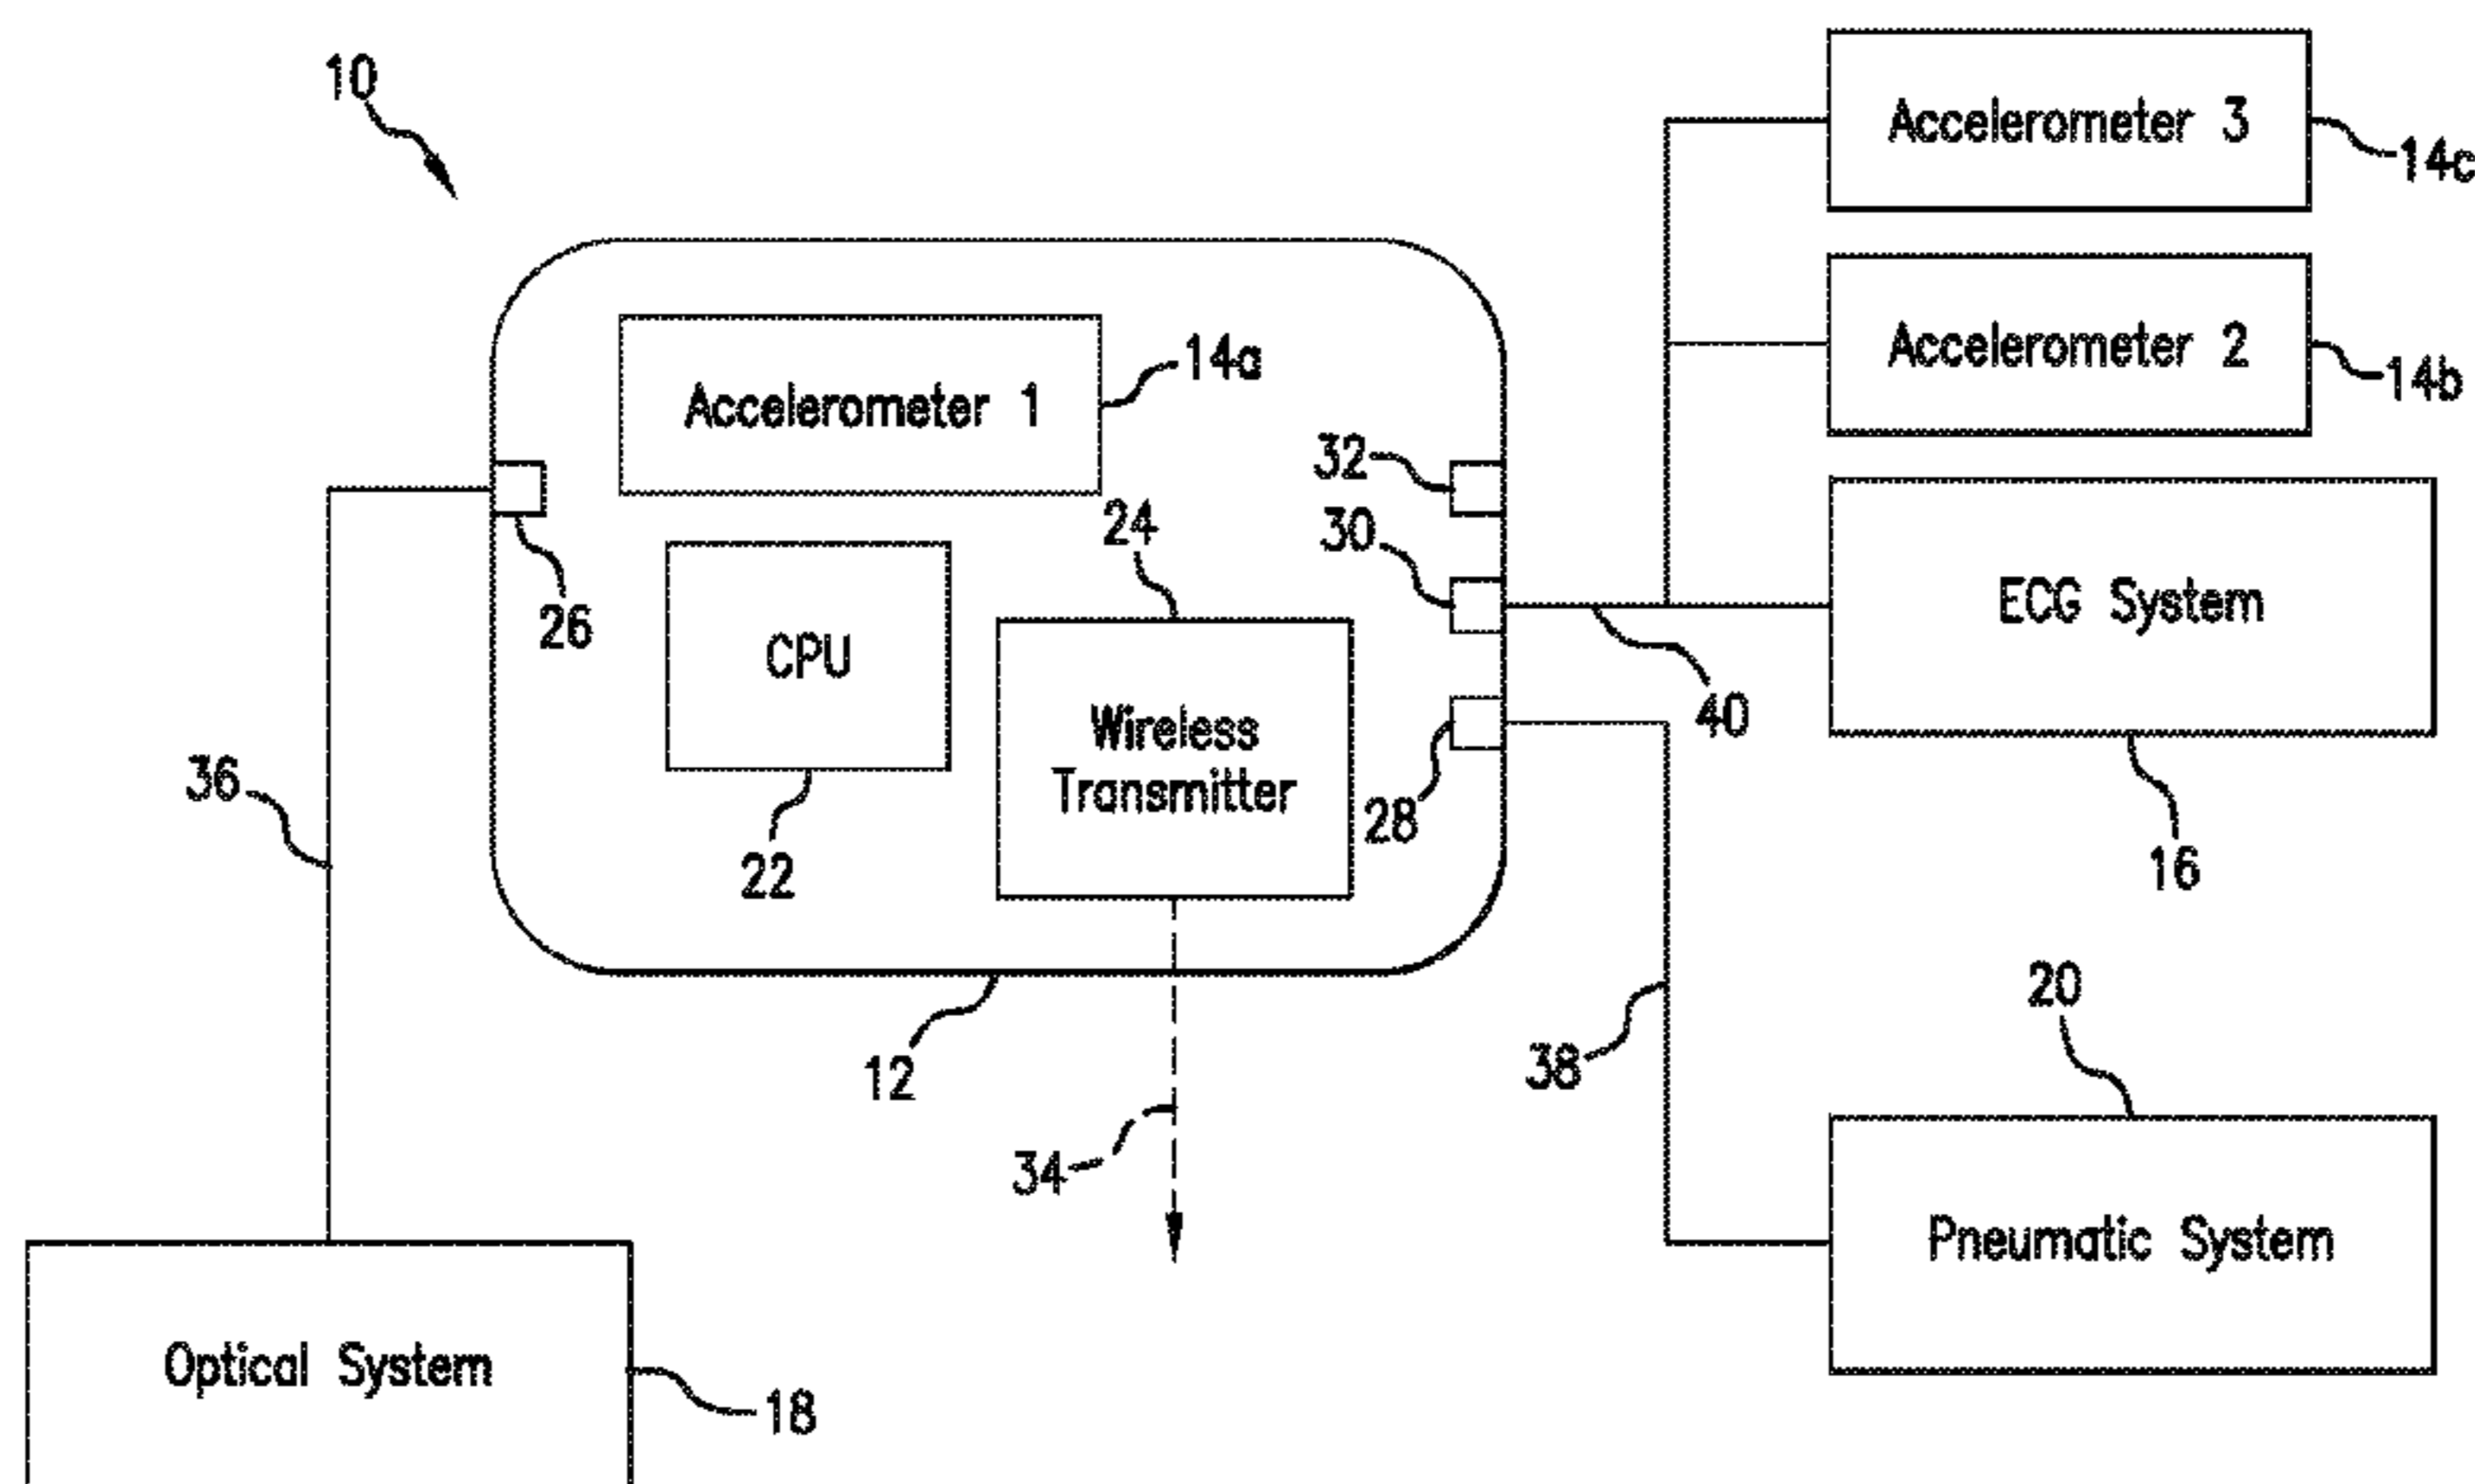 10
Accelerometer 3
14c
Accelerometer 2
14b
Accelerometer 1
14a
32
30
24
26
CPU
Wireless
Transmitter
ECG System
40
36
22
28
16
12
34
38
20
Pneumatic System
Optical System
18